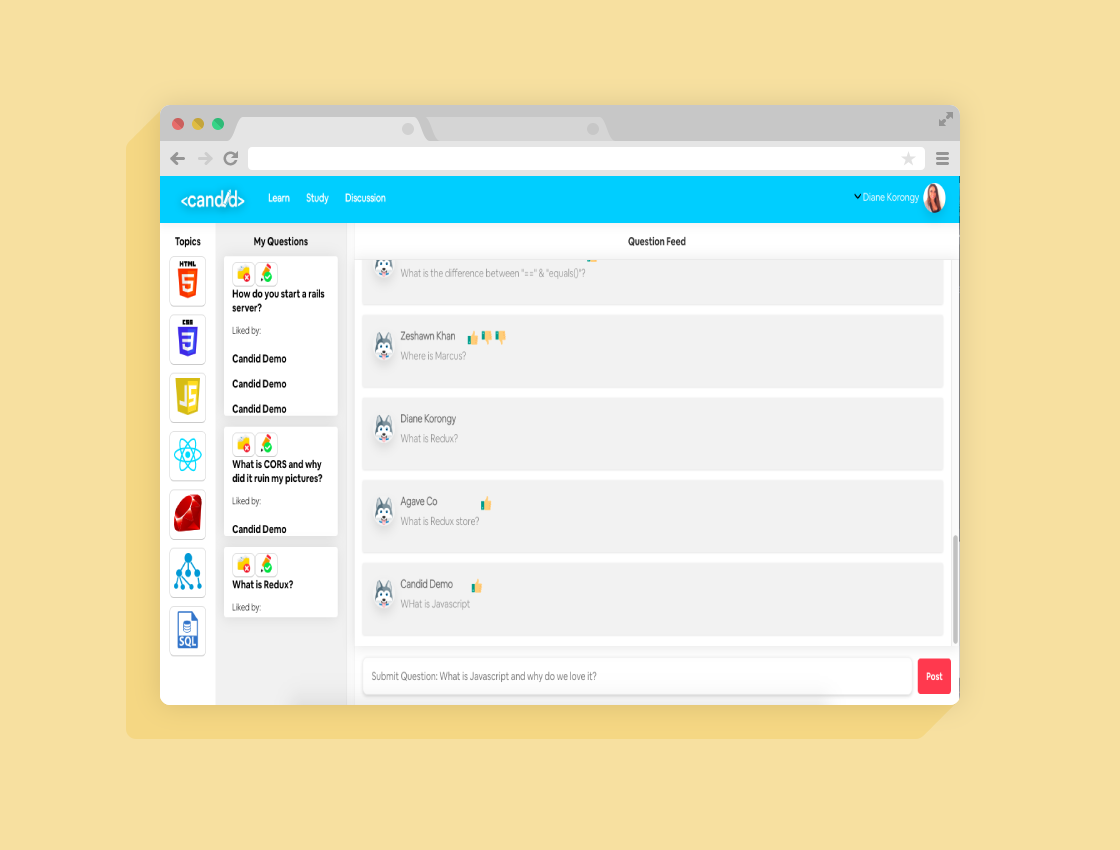 <cand/d>
Learn
Study
Discussion
Diane Korongy
Topics
HTML
CSS
JS
SQL
My Questions
How do you start a rails
server?
Liked by:
Candid Demo
Candid Demo
Candid Demo
What is CORS and why
did it ruin my pictures?
Liked by:
Candid Demo
What is Redux?
Liked by:
Question Feed
What is the difference between "==" & "equals()"?
Zeshawn Khan
Where is Marcus?
Diane Korongy
What is Redux?
Agave Co
What is Redux store?
Candid Demo
WHat is Javascript
Submit Question: What is Javascript and why do we love it?
Post